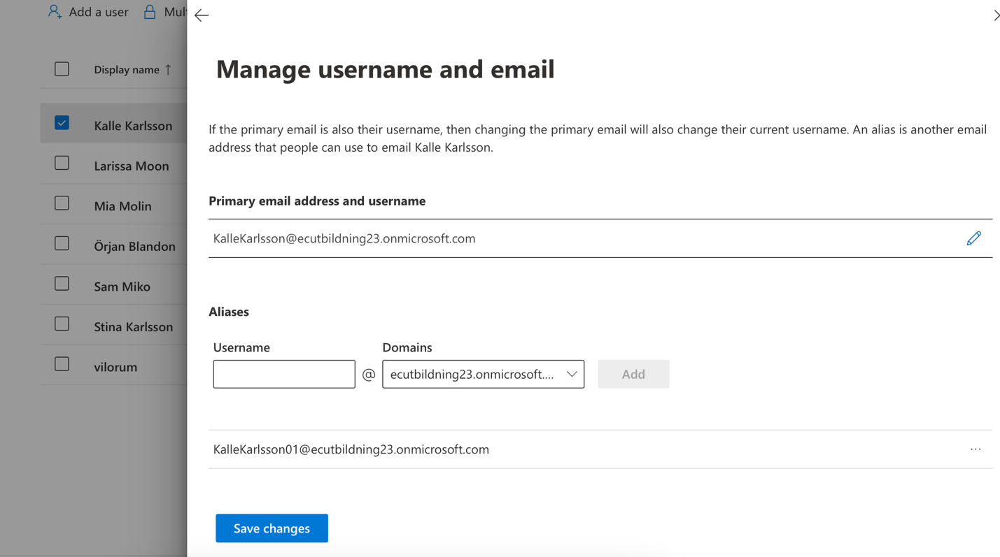 Add a user
Display name ↑
Kalle Karlsson
Larissa Moon
Mia Molin
Örjan Blandon
Sam Miko
Stina Karlsson
vilorum
Manage username and email
If the primary email is also their username, then changing the primary email will also change their current username. An alias is another email
address that people can use to email Kalle Karlsson.
Primary email address and username
KalleKarlsson@ecutbildning23.onmicrosoft.com
Aliases
Username
Domains
@
ecutbildning23.onmicrosoft....
Add
KalleKarlsson01@ecutbildning23.onmicrosoft.com
...
Save changes